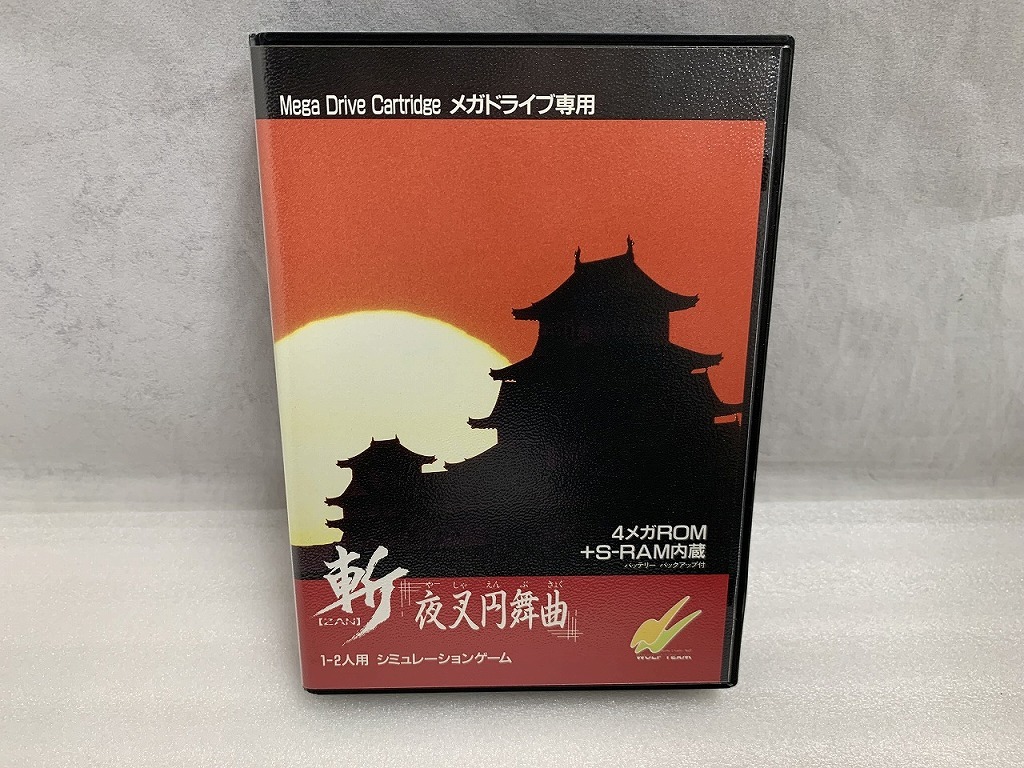 Mega Drive Cartridge メガドライブ専用
4メガROM
+S-RAM内蔵
バッテリー バックアップ付
斬
【ZAN】
や しゃ えん ぶ きょく
夜叉円舞曲
1-2人用 シミュレーションゲーム
WOLF TEAM